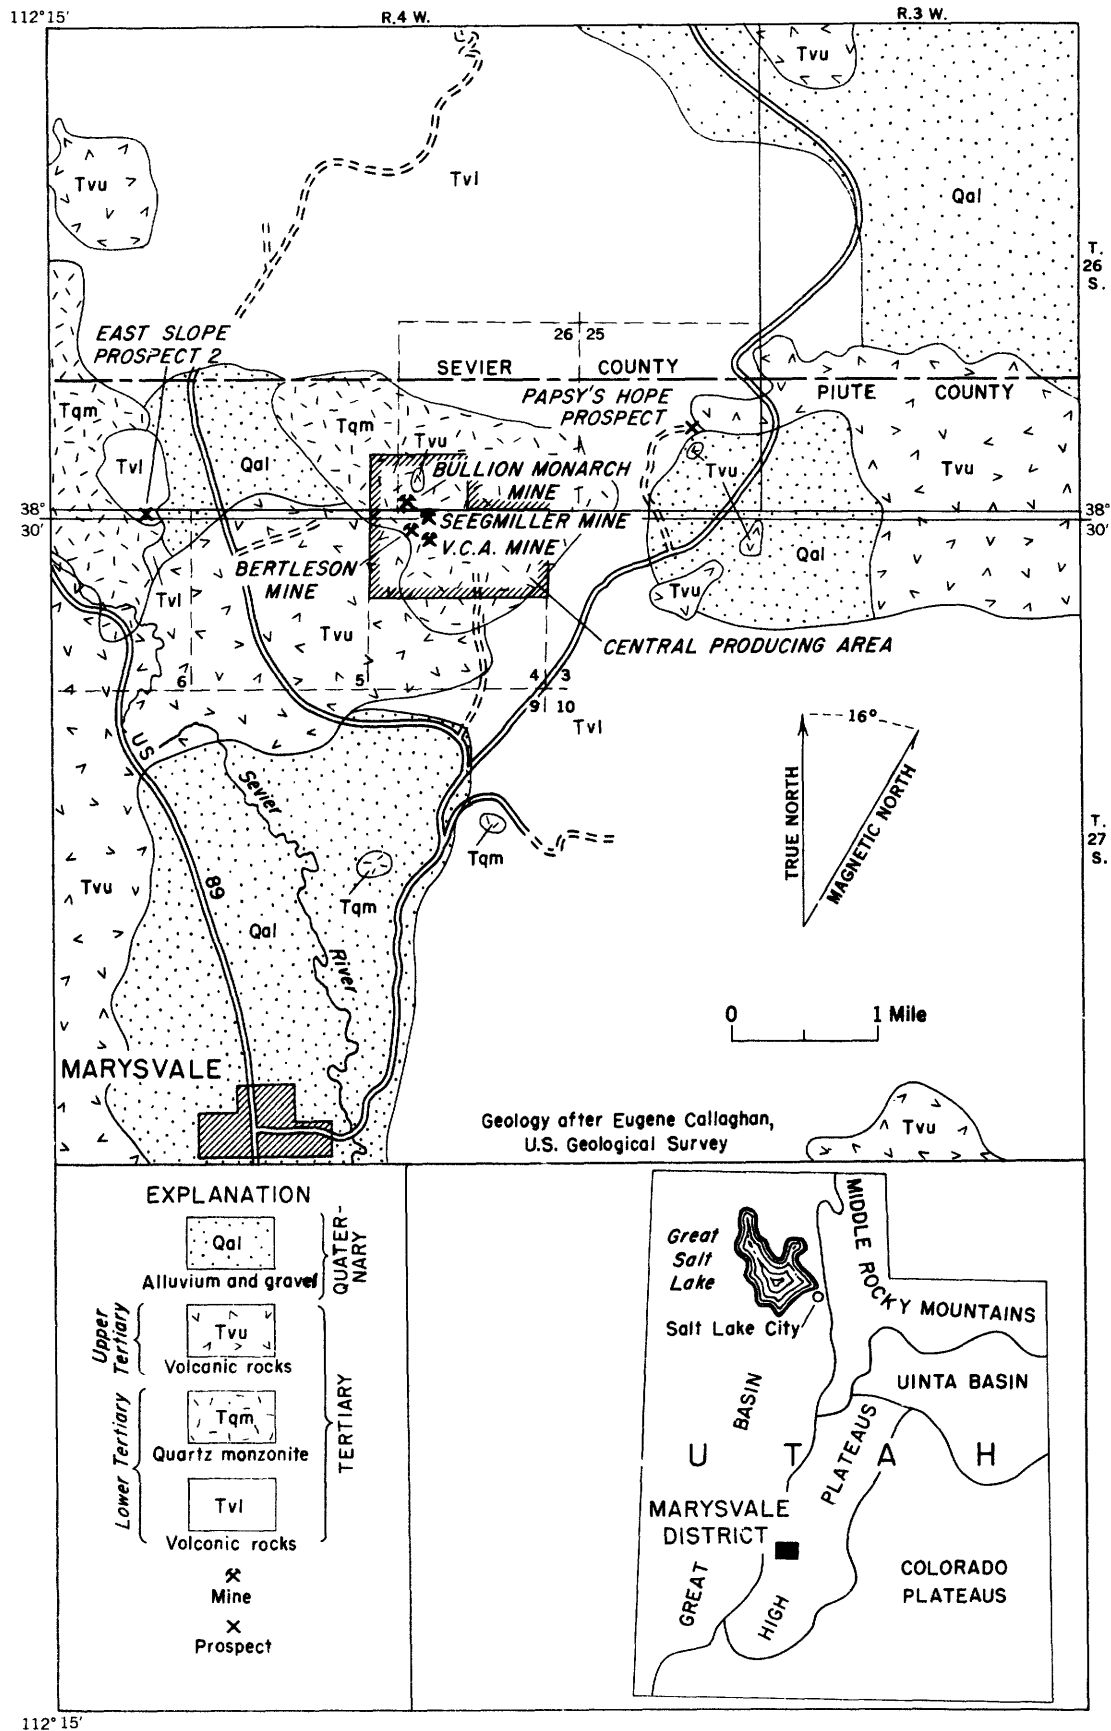 112° 15'
R.4 W.
R.3 W.
Tvu
Tvl
Tvu
Qal
T.
26
S.
EAST SLOPE
PROSPECT 2
26 25
SEVIER COUNTY
PAPSY'S HOPE
PROSPECT
PIUTE COUNTY
Tqm
Tqm
Tvu
Tvl
Qal
BULLION MONARCH
MINE
Tvu
Tvu
38°
30'
SEEGMILLER MINE
38°
30'
V.C.A. MINE
Qal
BERTLESON
MINE
Tvl
Tvu
Tvu
CENTRAL PRODUCING AREA
6
5
4 3
9 10
Tvl
16°
US
Sevier
TRUE NORTH
MAGNETIC NORTH
T.
27
S.
Tqm
Tvu
89
Tqm
Qal
River
0 1 Mile
MARYSVALE
Geology after Eugene Callaghan,
U.S. Geological Survey
Tvu
EXPLANATION
Qal
Alluvium and gravel
QUATER-
NARY
Tvu
Volcanic rocks
Upper
Tertiary
Tqm
Quartz monzonite
Lower Tertiary
TERTIARY
Tvl
Volconic rocks
Mine
Prospect
MIDDLE ROCKY MOUNTAINS
Great
Salt
Lake
Salt Lake City
UINTA BASIN
BASIN
PLATEAUS
U T A H
MARYSVALE
DISTRICT
COLORADO
PLATEAUS
GREAT
HIGH
112° 15'